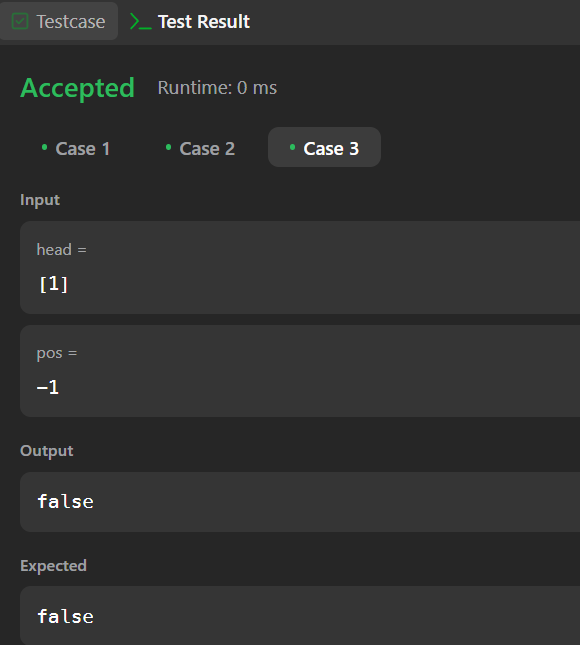 Testcase Test Result
Accepted Runtime: 0 ms
Case 1 Case 2 Case 3
Input
head =
[1]
pos =
-1
Output
false
Expected
false